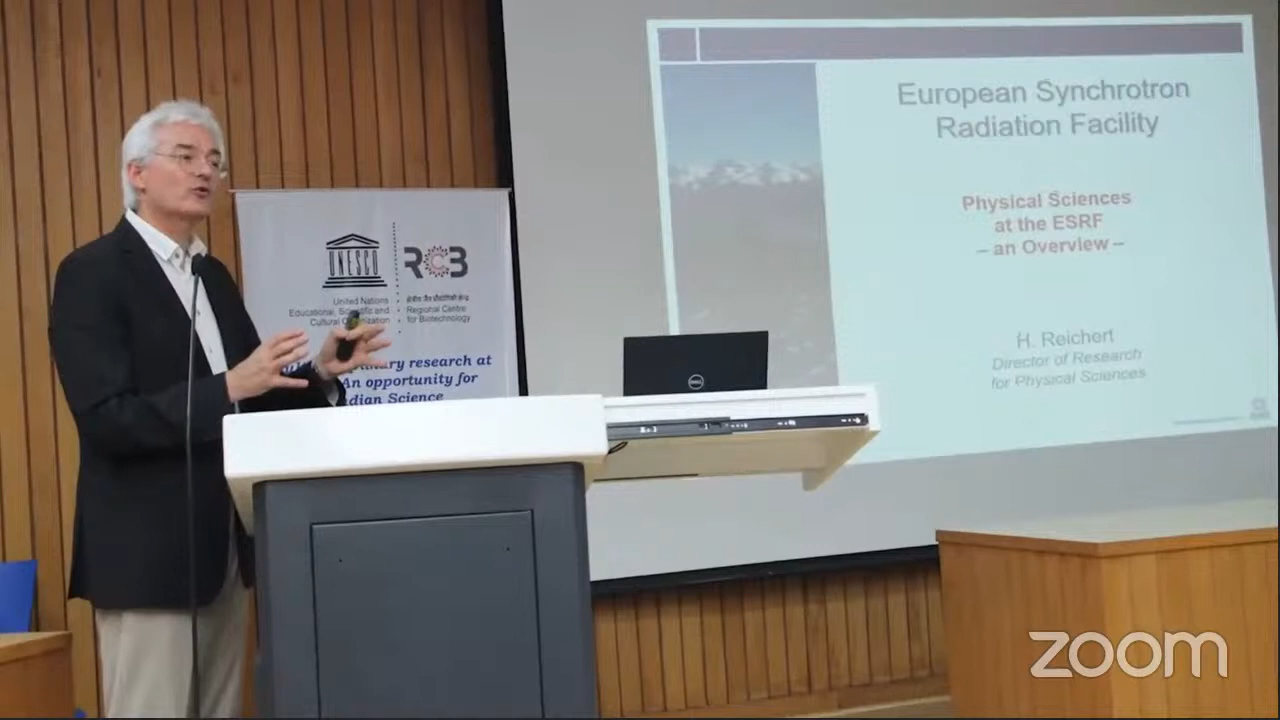 European Synchrotron
Radiation Facility
Physical Sciences
at the ESRF
– an Overview –
H. Reichert
Director of Research
for Physical Sciences
UNESCO
United Nations
Educational, Scientific and
Cultural Organization
RCB
Regional Centre
for Biotechnology
research at
An opportunity for
Science
DELL
zoom